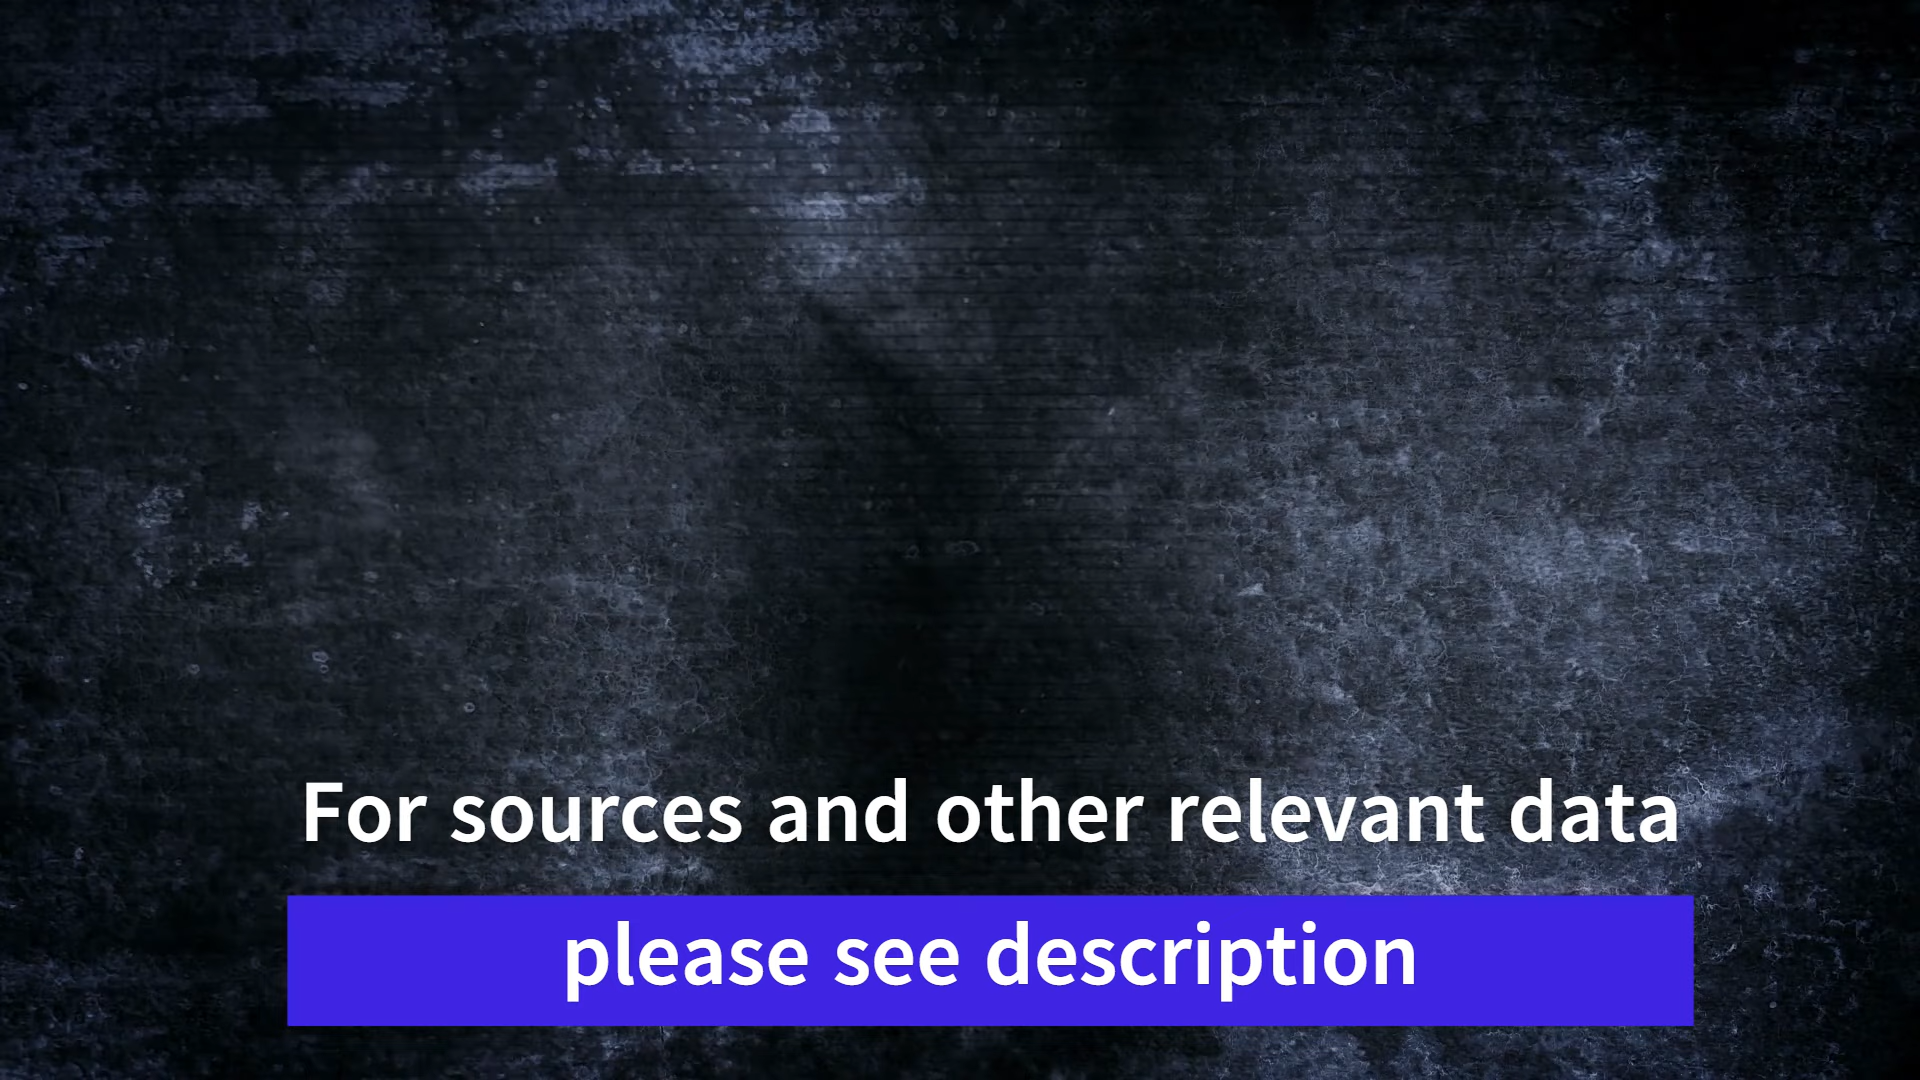 For sources and other relevant data
please see description